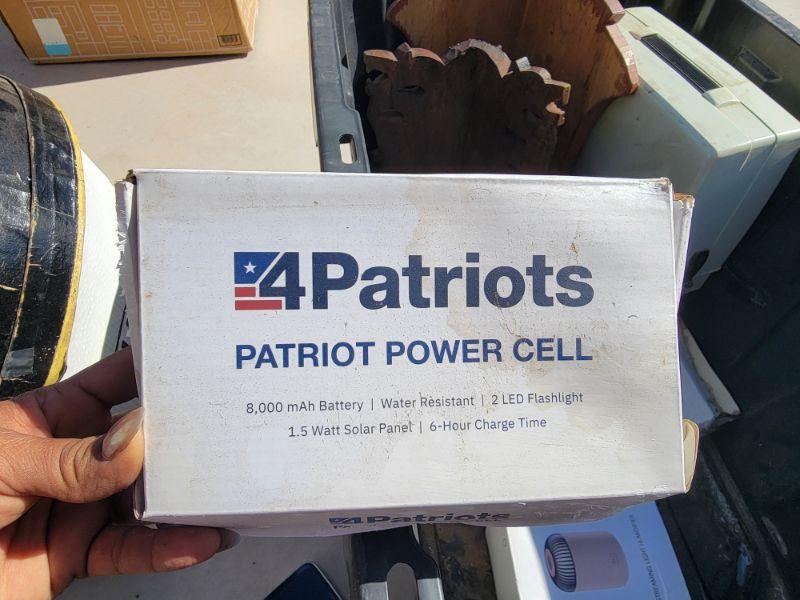 4Patriots
PATRIOT POWER CELL
8,000 mAh Battery | Water Resistant | 2 LED Flashlight
1.5 Watt Solar Panel | 6-Hour Charge Time
4Patriots